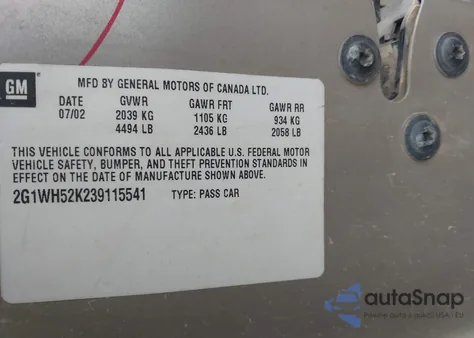 GM
MFD BY GENERAL MOTORS OF CANADA LTD.
DATE GVWR GAWR FRT GAWR RR
07/02 2039 KG 1105 KG 934 KG
4494 LB 2436 LB 2058 LB
THIS VEHICLE CONFORMS TO ALL APPLICABLE U.S. FEDERAL MOTOR
VEHICLE SAFETY, BUMPER, AND THEFT PREVENTION STANDARDS IN
EFFECT ON THE DATE OF MANUFACTURE SHOWN ABOVE.
2G1WH52K239115541 TYPE: PASS CAR
autaSnap